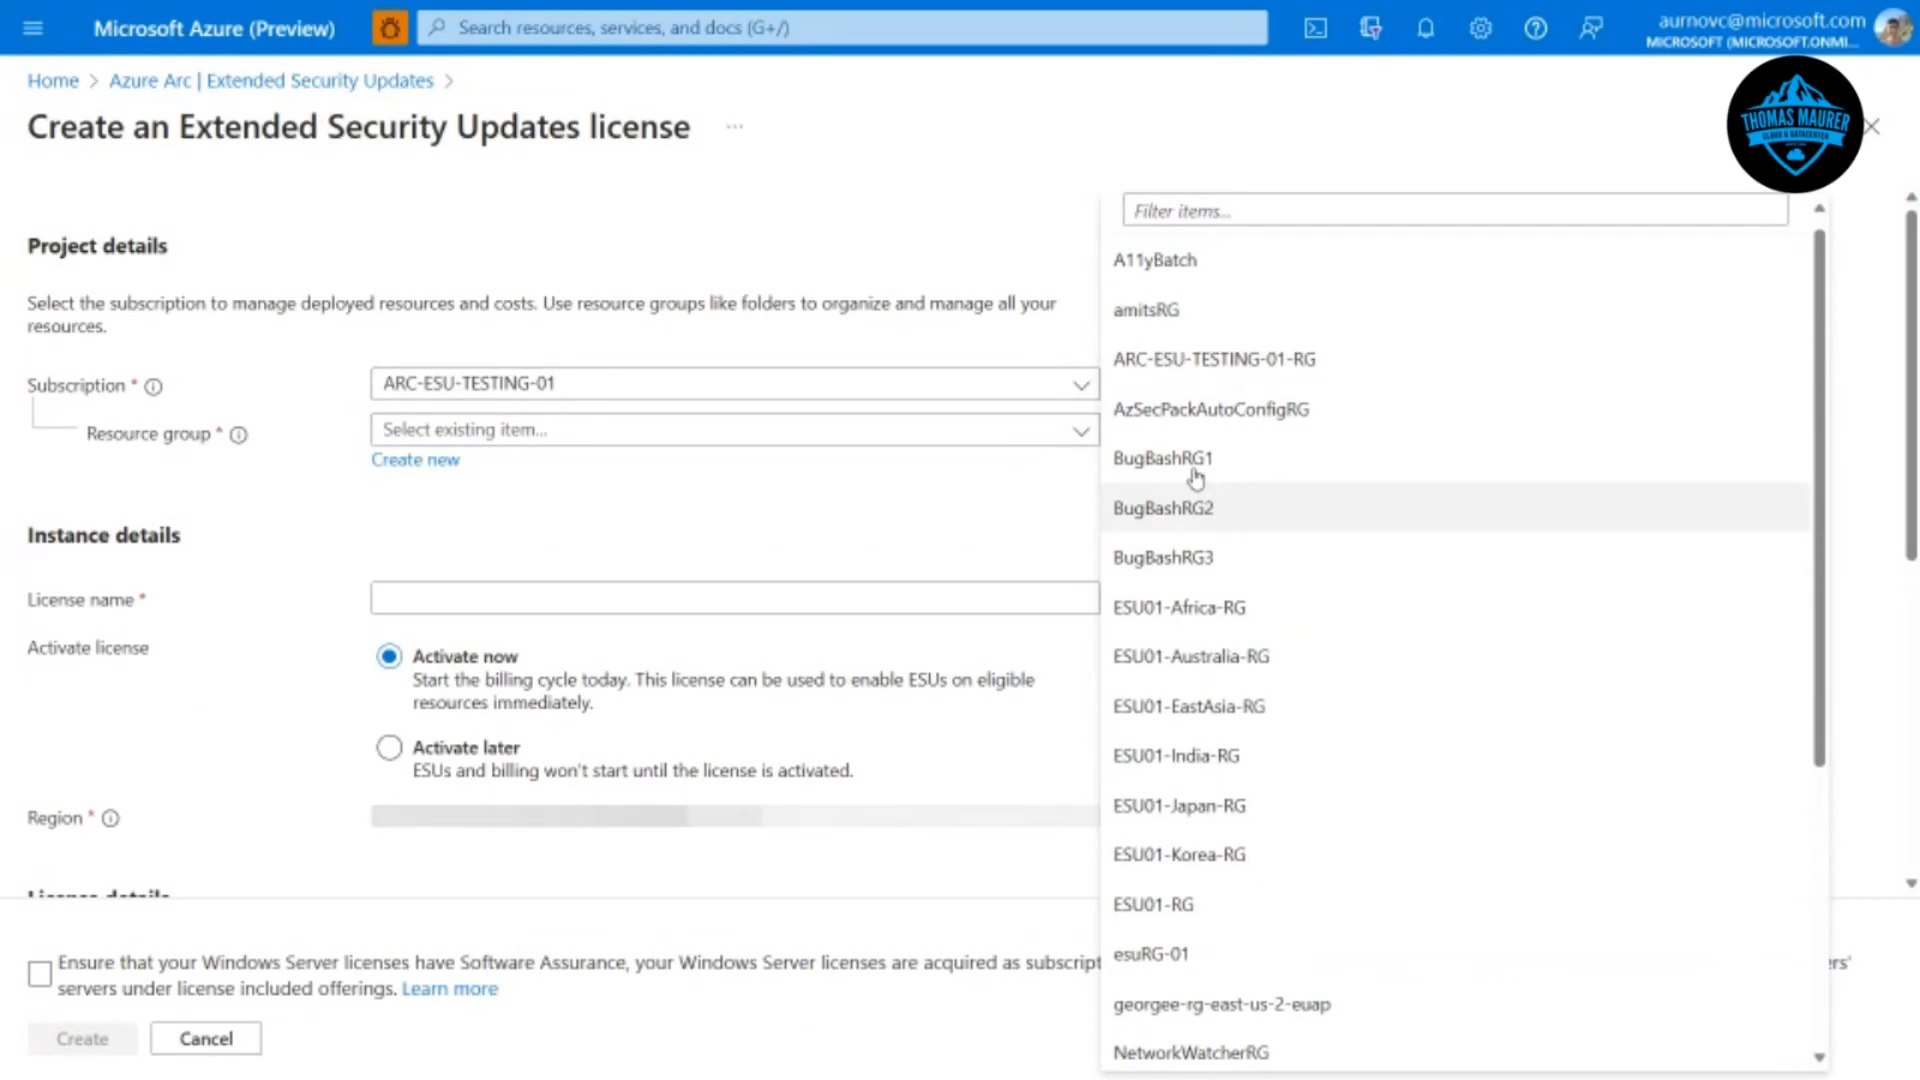 Microsoft Azure (Preview)
Search resources, services, and docs (G+/)
aurnovc@microsoft.com
MICROSOFT (MICROSOFT.ONMI...
Home > Azure Arc | Extended Security Updates >
Create an Extended Security Updates license ...
THOMAS MAURER
CLOUD & DATACENTER
Project details
Select the subscription to manage deployed resources and costs. Use resource groups like folders to organize and manage all your
resources.
Subscription *
ARC-ESU-TESTING-01
Resource group *
Select existing item...
Create new
Instance details
License name *
Activate license
Activate now
Start the billing cycle today. This license can be used to enable ESUs on eligible
resources immediately.
Activate later
ESUs and billing won't start until the license is activated.
Region *
License details
Filter items...
A11yBatch
amitsRG
ARC-ESU-TESTING-01-RG
AzSecPackAutoConfigRG
BugBashRG1
BugBashRG2
BugBashRG3
ESU01-Africa-RG
ESU01-Australia-RG
ESU01-EastAsia-RG
ESU01-India-RG
ESU01-Japan-RG
ESU01-Korea-RG
ESU01-RG
esuRG-01
georgee-rg-east-us-2-euap
NetworkWatcherRG
Ensure that your Windows Server licenses have Software Assurance, your Windows Server licenses are acquired as subscript
servers under license included offerings. Learn more
Create
Cancel